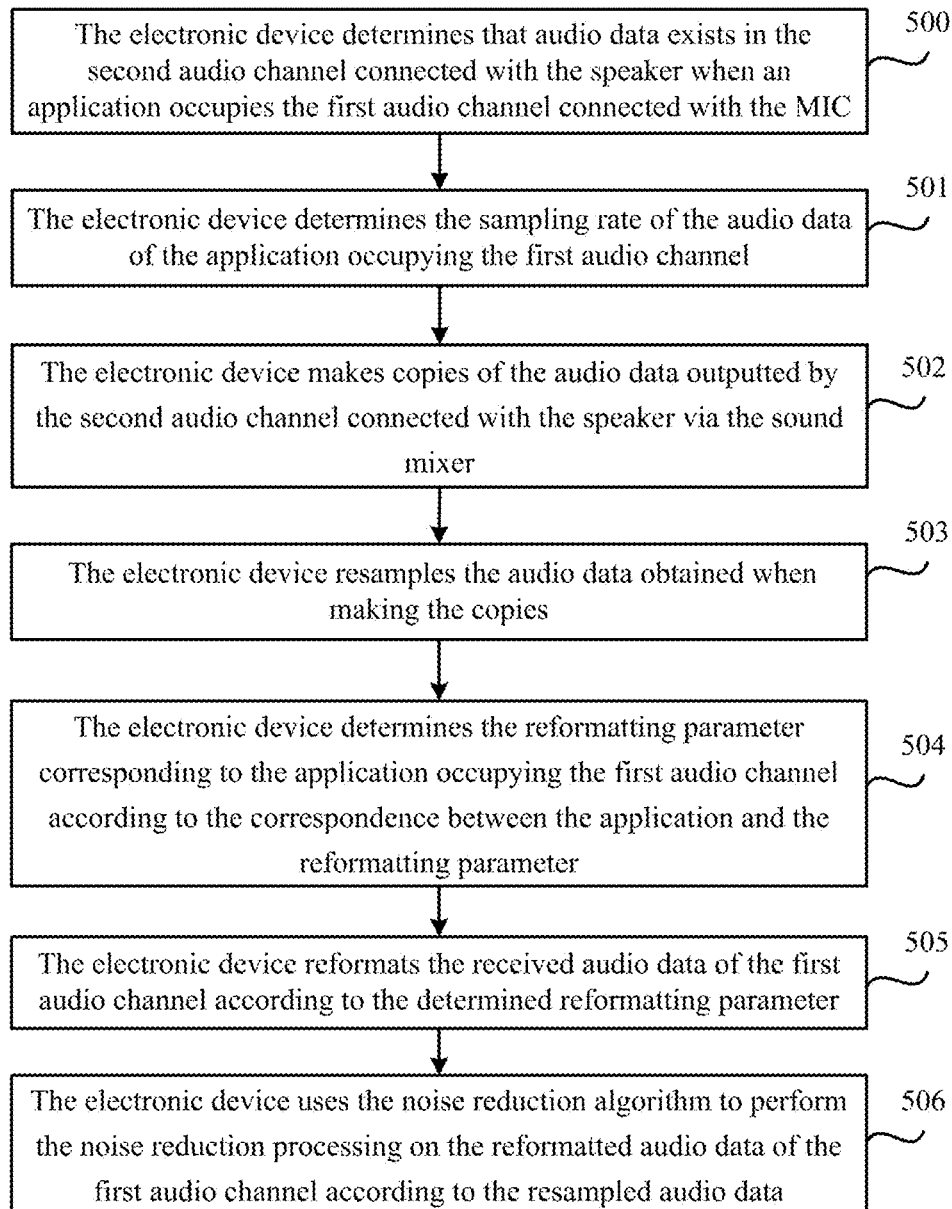 The electronic device determines that audio data exists in the
second audio channel connected with the speaker when an
application occupies the first audio channel connected with the MIC
500
The electronic device determines the sampling rate of the audio data
of the application occupying the first audio channel
501
The electronic device makes copies of the audio data outputted by
the second audio channel connected with the speaker via the sound
mixer
502
The electronic device resamples the audio data obtained when
making the copies
503
The electronic device determines the reformatting parameter
corresponding to the application occupying the first audio channel
according to the correspondence between the application and the
reformatting parameter
504
The electronic device reformats the received audio data of the first
audio channel according to the determined reformatting parameter
505
The electronic device uses the noise reduction algorithm to perform
the noise reduction processing on the reformatted audio data of the
first audio channel according to the resampled audio data
506